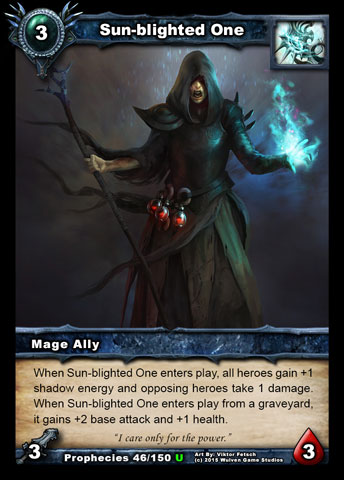 3
Sun-blighted One
Mage Ally
When Sun-blighted One enters play, all heroes gain +1
shadow energy and opposing heroes take 1 damage.
When Sun-blighted One enters play from a graveyard,
it gains +2 base attack and +1 health.
"I care only for the power."
3
Prophecies 46/150 U
Art By: Viktor Fetsch
(c) 2015 Wulven Game Studios
3